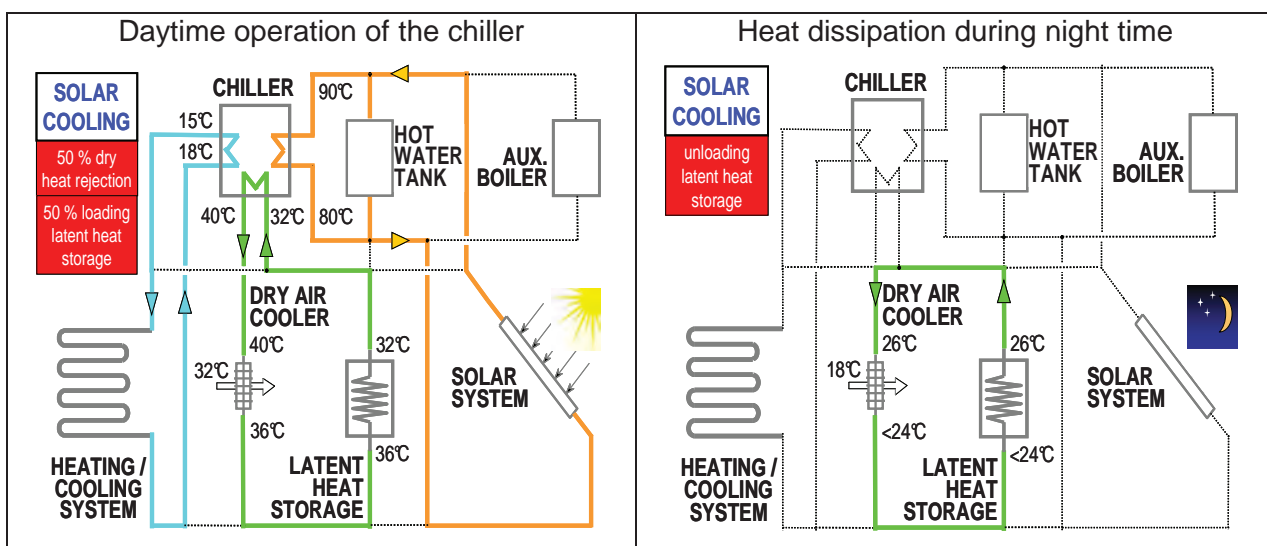 Daytime operation of the chiller
SOLAR
COOLING
50 % dry
heat rejection
50 % loading
latent heat
storage
CHILLER
90°C
15°C
18°C
HOT
WATER
TANK
AUX.
BOILER
40°C
32°C
80°C
DRY AIR
COOLER
40°C
32°C
32°C
36°C
36°C
SOLAR
SYSTEM
HEATING /
COOLING
SYSTEM
LATENT
HEAT
STORAGE
Heat dissipation during night time
SOLAR
COOLING
unloading
latent heat
storage
CHILLER
HOT
WATER
TANK
AUX.
BOILER
DRY AIR
COOLER
26°C
26°C
18°C
<24°C
<24°C
SOLAR
SYSTEM
HEATING /
COOLING
SYSTEM
LATENT
HEAT
STORAGE